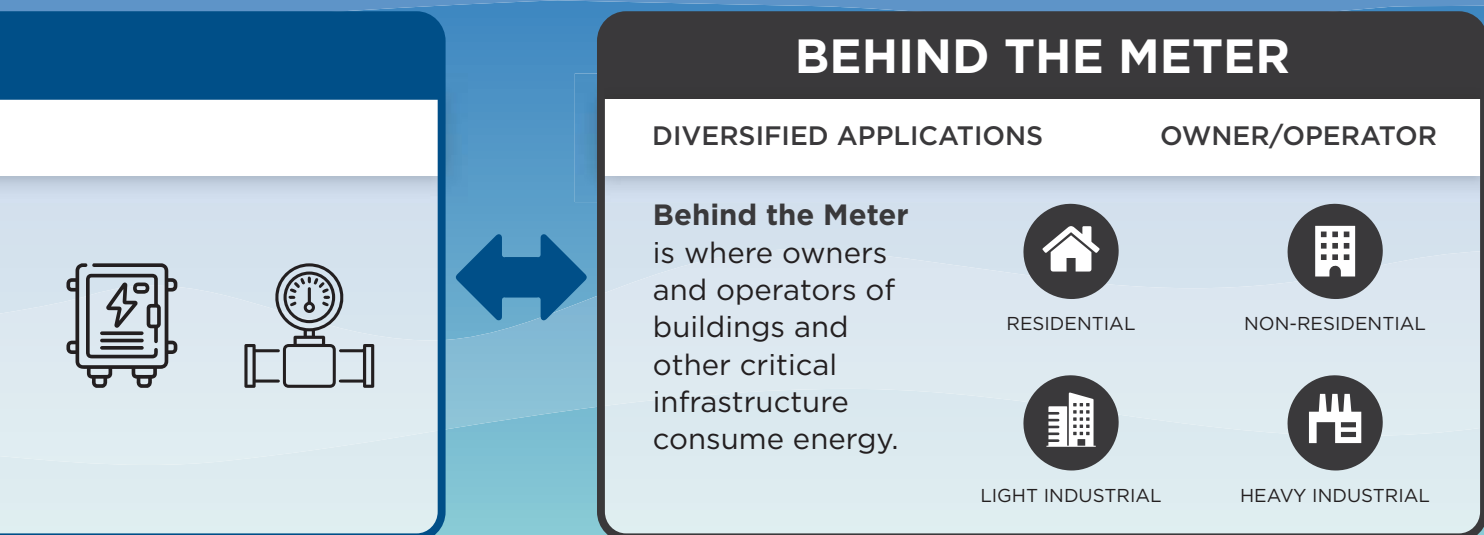 BEHIND THE METER
DIVERSIFIED APPLICATIONS
OWNER/OPERATOR
Behind the Meter
is where owners
and operators of
buildings and
other critical
infrastructure
consume energy.
RESIDENTIAL
NON-RESIDENTIAL
LIGHT INDUSTRIAL
HEAVY INDUSTRIAL